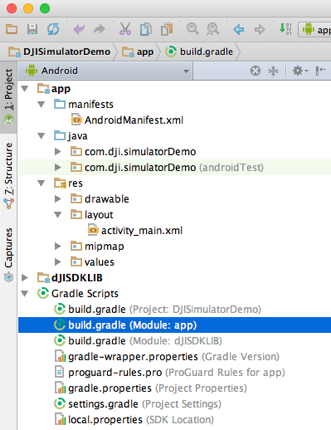 app
DJISimulatorDemo app build.gradle
Android
1: Project
app
manifests
AndroidManifest.xml
java
com.dji.simulatorDemo
com.dji.simulatorDemo (androidTest)
res
drawable
layout
activity_main.xml
mipmap
values
dJISDKLIB
Gradle Scripts
build.gradle (Project: DJISimulatorDemo)
build.gradle (Module: app)
build.gradle (Module: dJISDKLIB)
gradle-wrapper.properties (Gradle Version)
proguard-rules.pro (ProGuard Rules for app)
gradle.properties (Project Properties)
settings.gradle (Project Settings)
local.properties (SDK Location)
Z: Structure
Captures